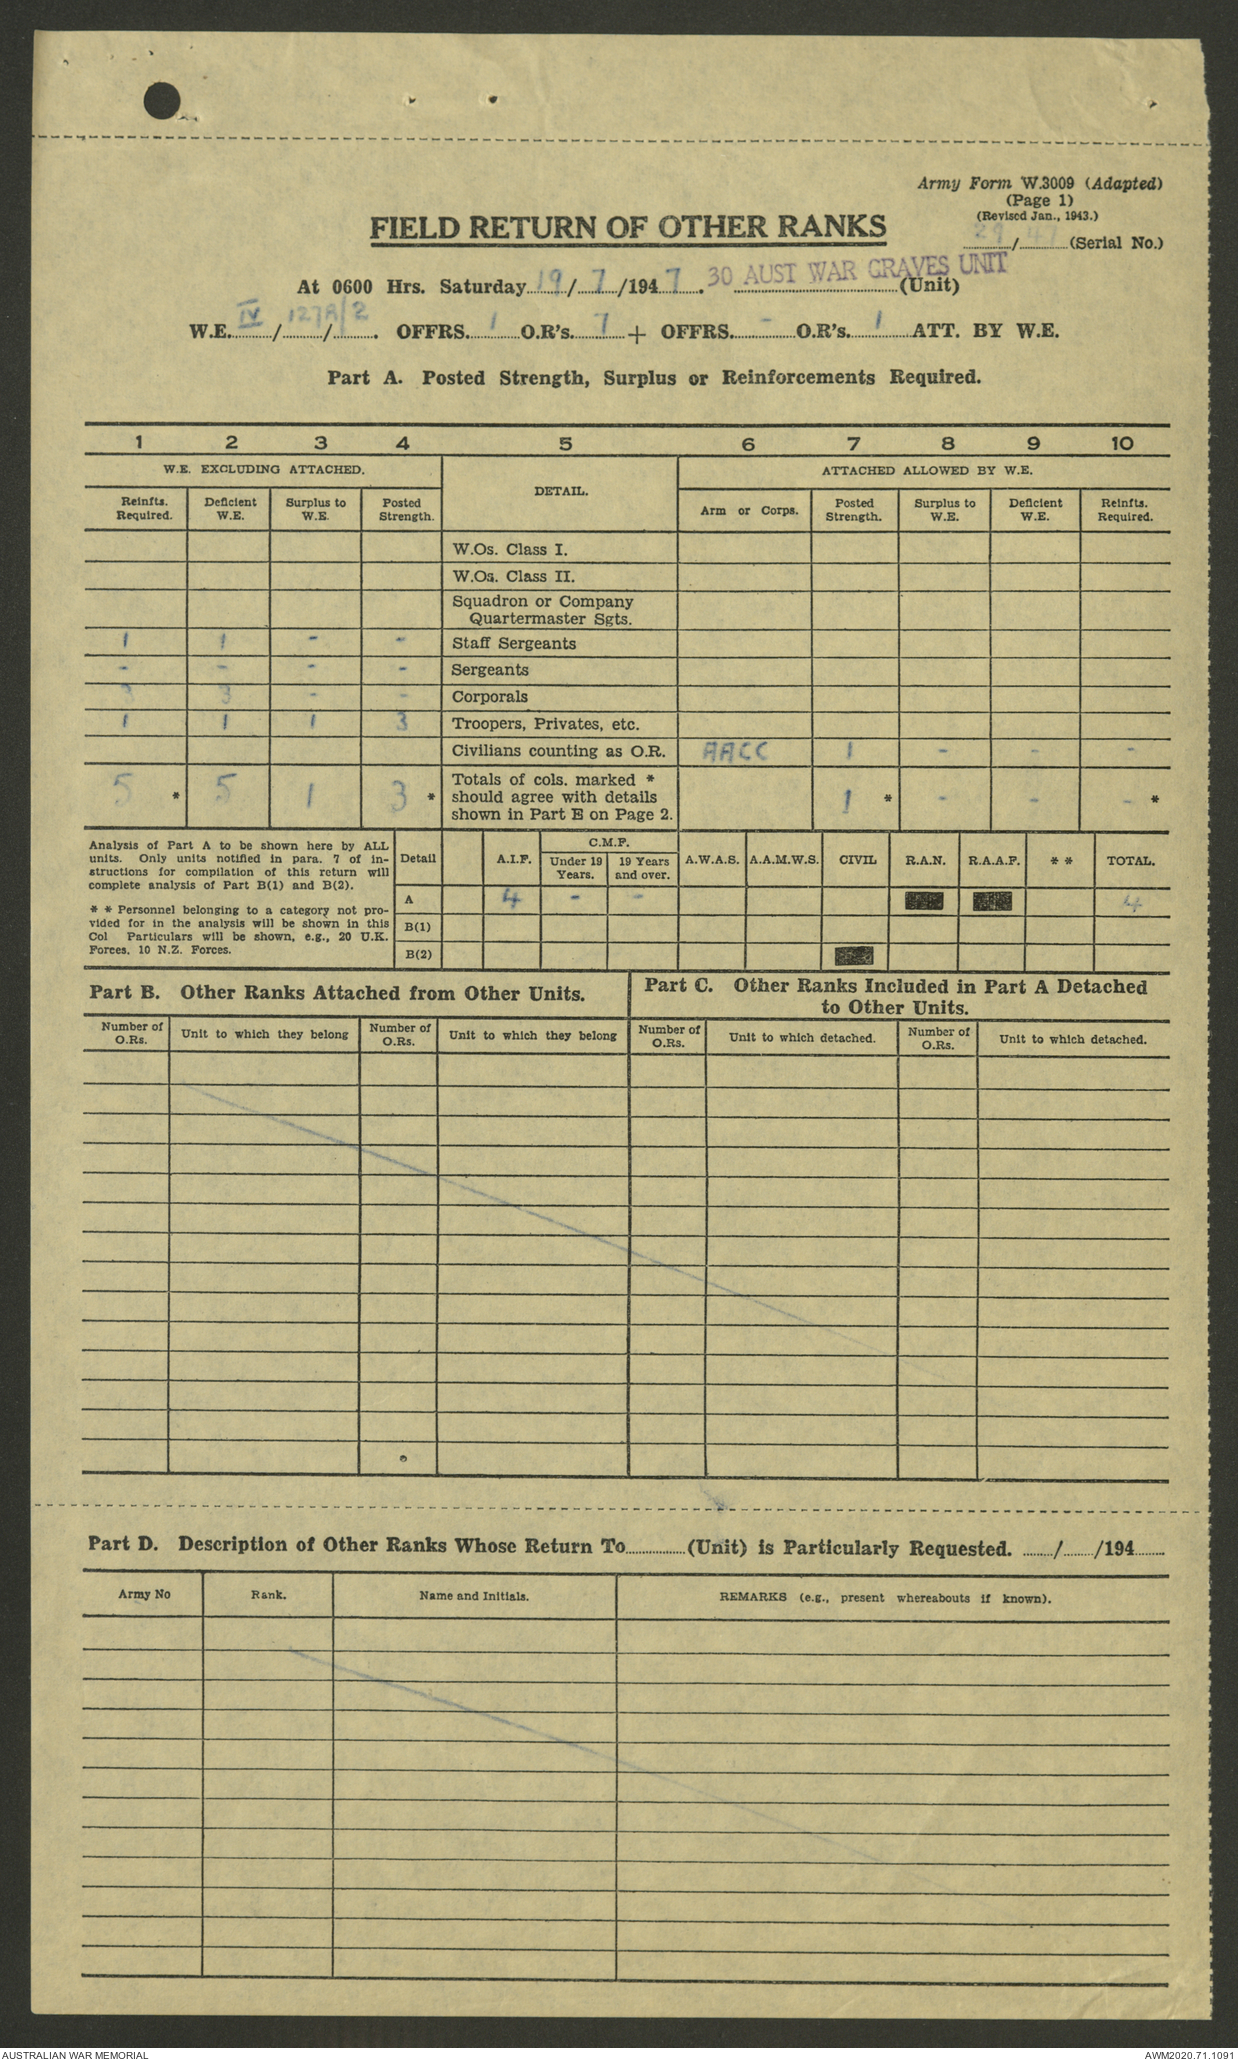 Army Form W.3009 (Adapted)
(Page 1)
(Revised Jan., 1943.)
29/47 (Serial No.)
FIELD RETURN OF OTHER RANKS
At 0600 Hrs. Saturday 19/7/1947. 30 AUST WAR GRAVES UNIT (Unit)
W.E. IV/127A/2. OFFRS. 1 O.R's. 7 + OFFRS. - O.R's. 1 ATT. BY W.E.
Part A. Posted Strength, Surplus or Reinforcements Required.
1 2 3 4 5 6 7 8 9 10
W.E. EXCLUDING ATTACHED. DETAIL. ATTACHED ALLOWED BY W.E.
Reinfts. Required. Deficient W.E. Surplus to W.E. Posted Strength. Arm or Corps. Posted Strength. Surplus to W.E. Deficient W.E. Reinfts. Required.
W.Os. Class I.
W.Os. Class II.
Squadron or Company
Quartermaster Sgts.
1 1 - - Staff Sergeants
- - - - Sergeants
3 3 - - Corporals
1 1 1 3 Troopers, Privates, etc.
Civilians counting as O.R. AACC 1 - - -
5 * 5 1 3 * Totals of cols. marked * should agree with details shown in Part E on Page 2. 1 * - - - *
Analysis of Part A to be shown here by ALL
units. Only units notified in para. 7 of in-
structions for compilation of this return will
complete analysis of Part B(1) and B(2).
* * Personnel belonging to a category not pro-
vided for in the analysis will be shown in this
Col Particulars will be shown, e.g., 20 U.K.
Forces, 10 N.Z. Forces.
Detail A.I.F. C.M.F. Under 19 Years. 19 Years and over. A.W.A.S. A.A.M.W.S. CIVIL R.A.N. R.A.A.F. * * TOTAL.
A 4 - - 4
B(1)
B(2)
Part B. Other Ranks Attached from Other Units.
Part C. Other Ranks Included in Part A Detached
to Other Units.
Number of O.Rs. Unit to which they belong Number of O.Rs. Unit to which they belong Number of O.Rs. Unit to which detached. Number of O.Rs. Unit to which detached.
Part D. Description of Other Ranks Whose Return To (Unit) is Particularly Requested. / /194
Army No Rank. Name and Initials. REMARKS (e.g., present whereabouts if known).
AUSTRALIAN WAR MEMORIAL AWM2020.71.1091